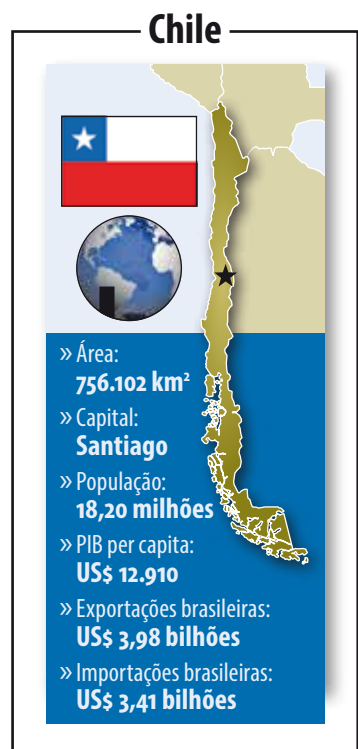 Chile
» Área:
756.102 km²
» Capital:
Santiago
» População:
18,20 milhões
» PIB per capita:
US$ 12.910
» Exportações brasileiras:
US$ 3,98 bilhões
» Importações brasileiras:
US$ 3,41 bilhões